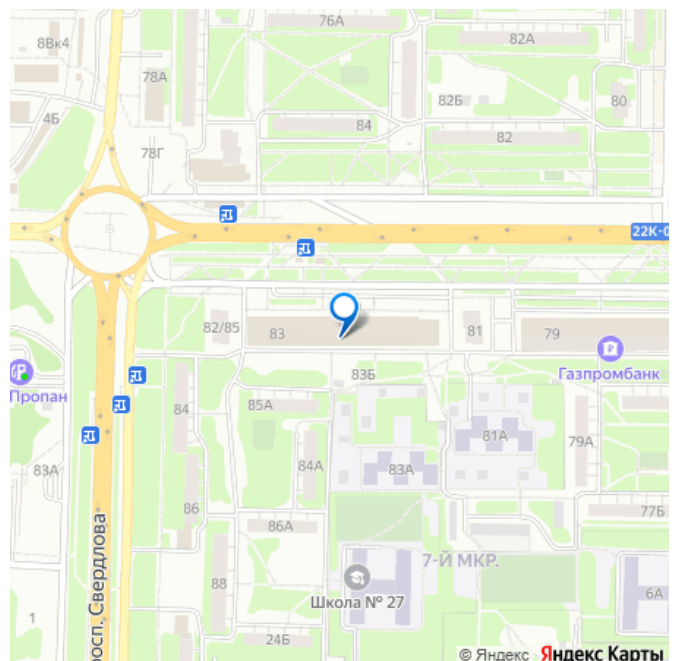 76А
82А
8Вк4
78А
82Б
80
4Б
84
82
78Г
22К-0
82/85
83
81
79
Газпромбанк
Пропан
83Б
84
85А
81А
79А
83А
84А
83А
77Б
86
86А
просп. Свердлова
7-Й МКР.
88
Школа № 27
6А
1
24Б
© Яндекс Яндекс Карты